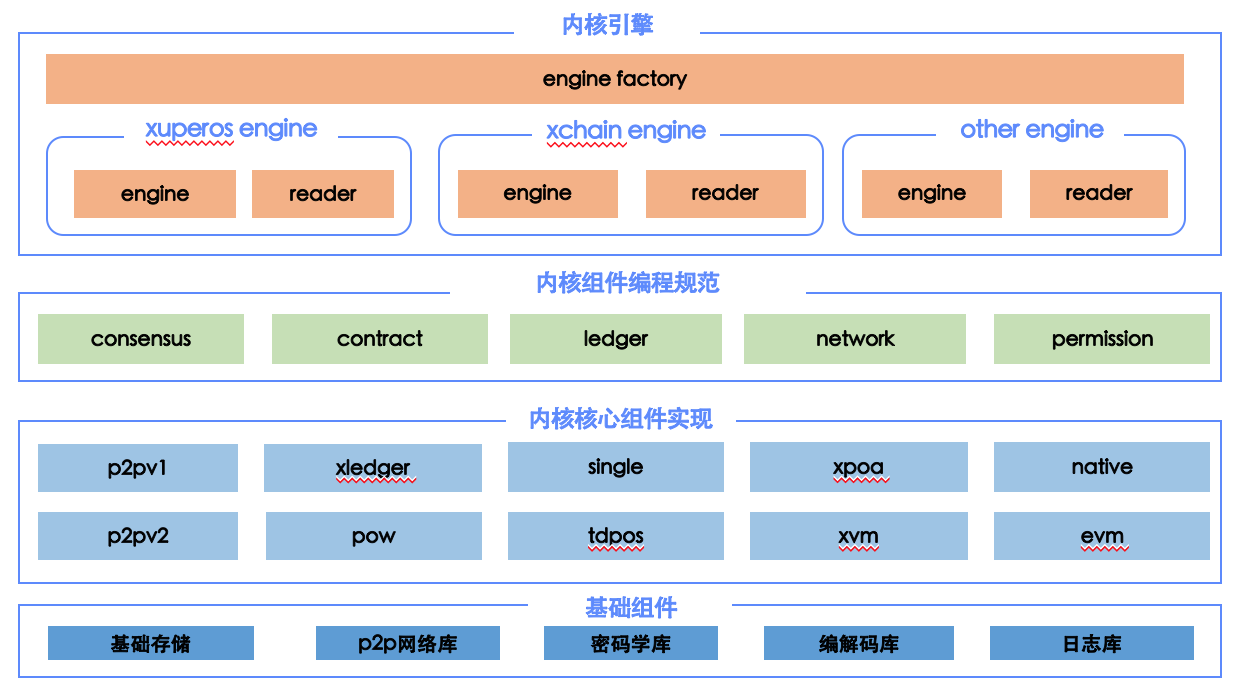 内核引擎
engine factory
xuperos engine
xchain engine
other engine
engine
reader
engine
reader
engine
reader
内核组件编程规范
consensus
contract
ledger
network
permission
内核核心组件实现
p2pv1
xledger
single
xpoa
native
p2pv2
pow
tdpos
xvm
evm
基础组件
基础存储
p2p网络库
密码学库
编解码库
日志库